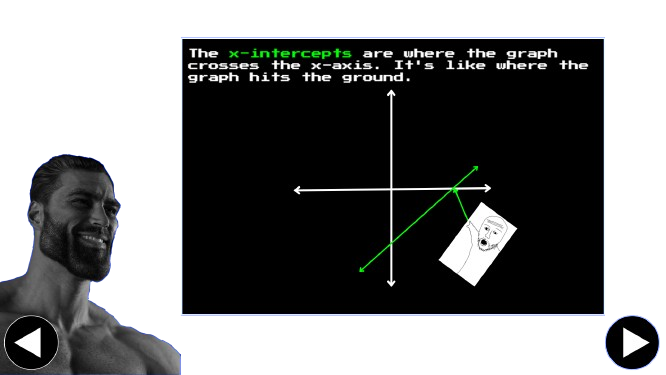 The x-intercepts are where the graph
crosses the x-axis. It's like where the
graph hits the ground.